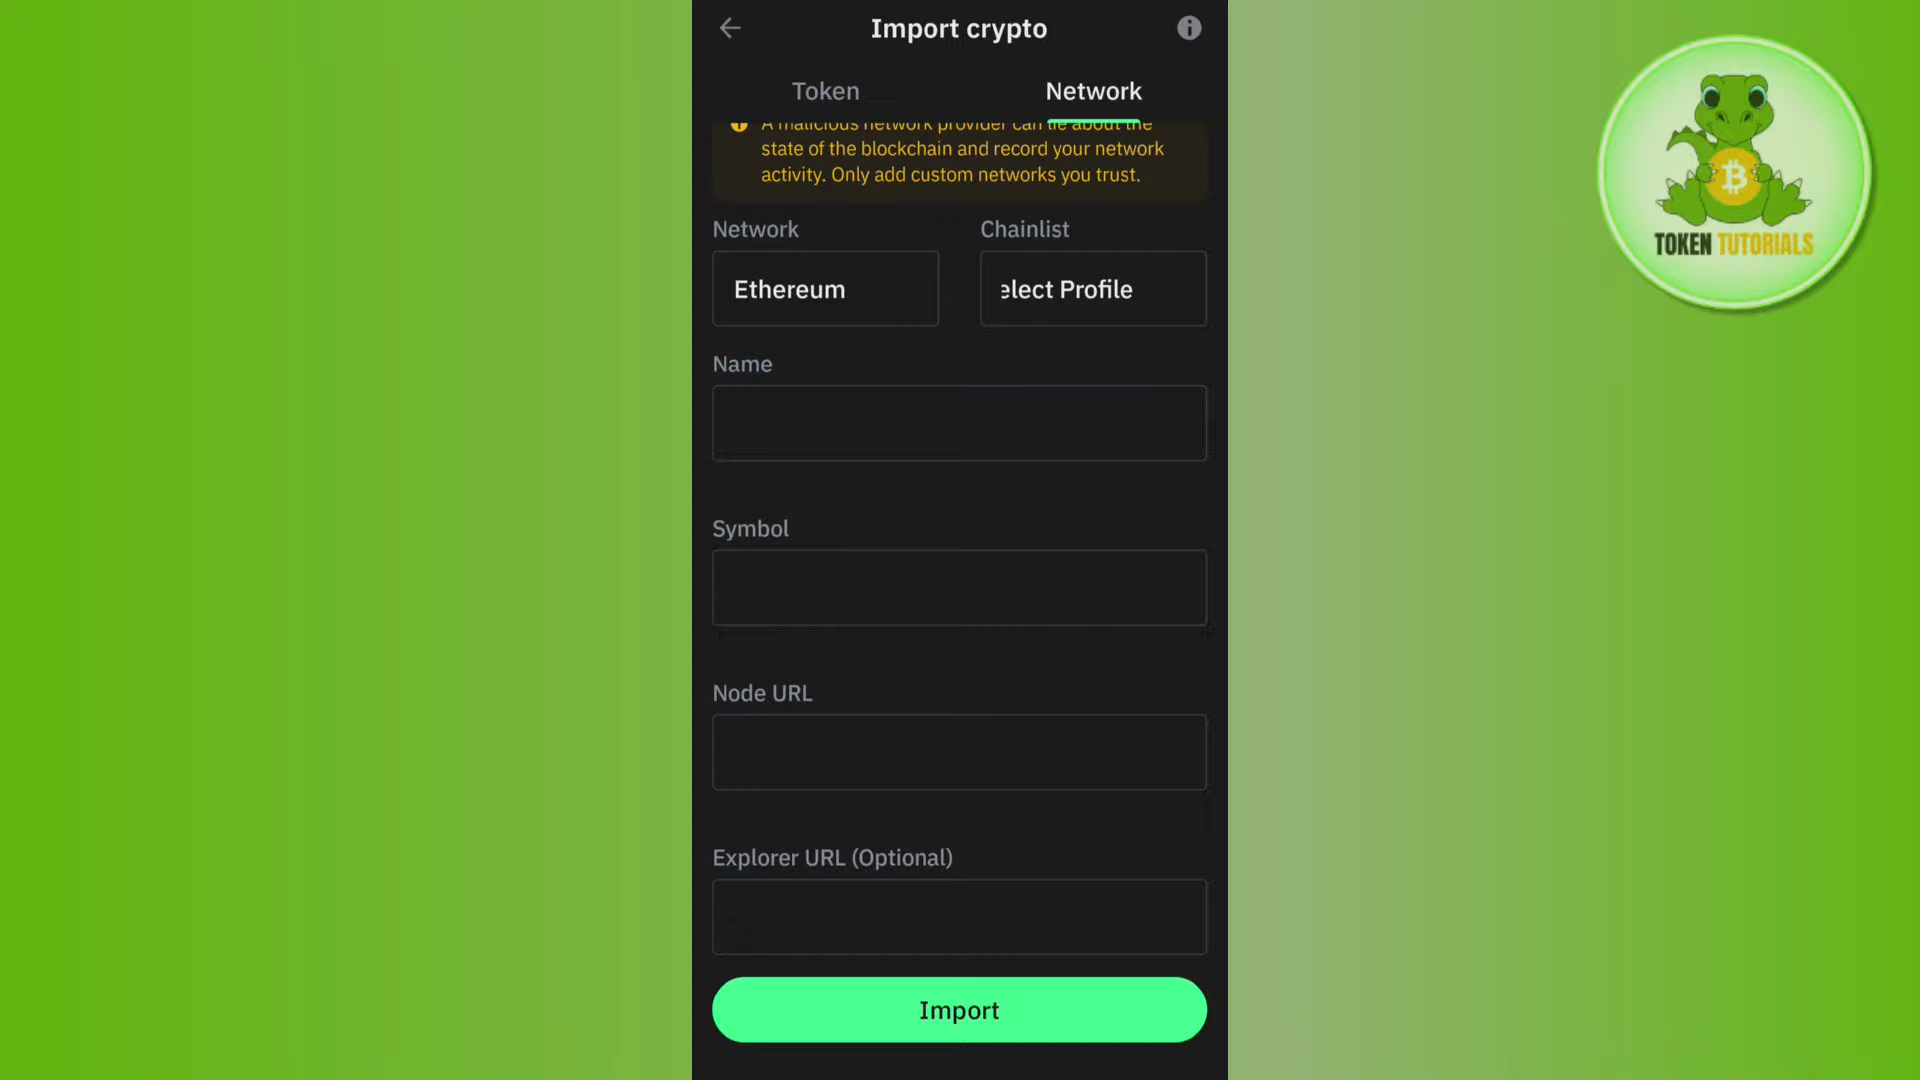 Import crypto
Token
Network
A malicious network provider can lie about the
state of the blockchain and record your network
activity. Only add custom networks you trust.
Network
Chainlist
Ethereum
elect Profile
Name
Symbol
Node URL
Explorer URL (Optional)
Import
TOKEN TUTORIALS